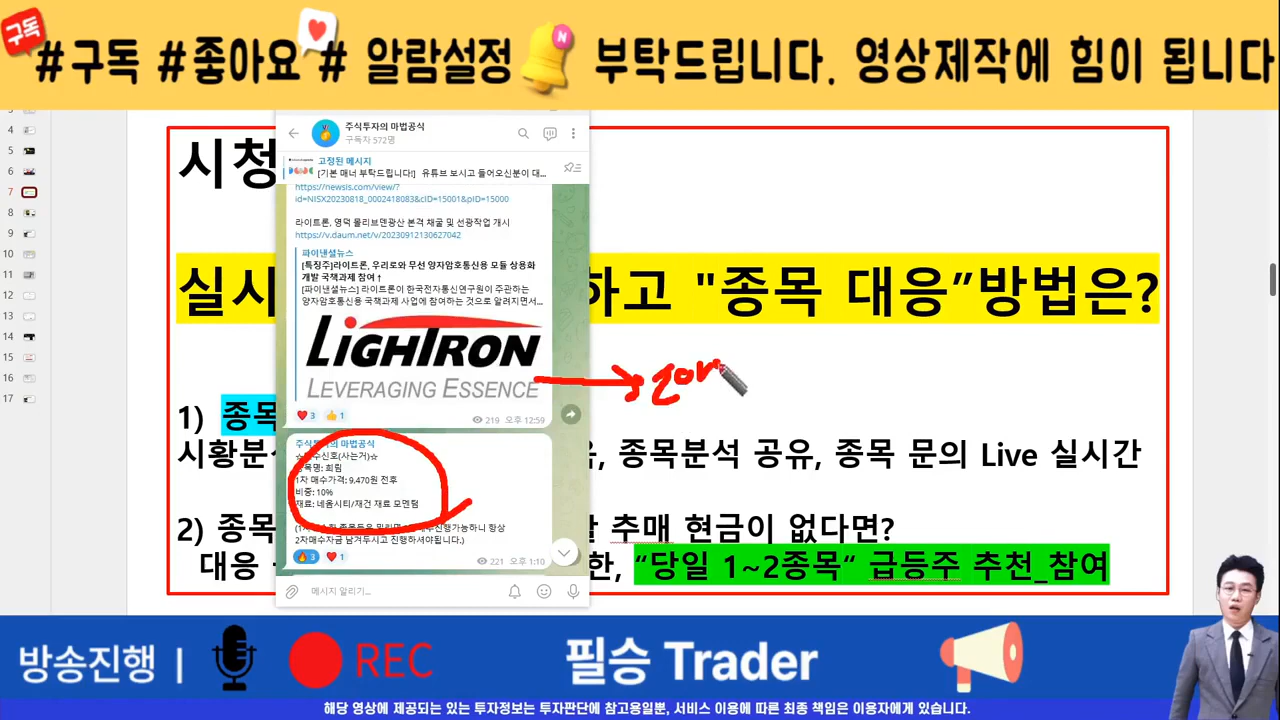 구독
#구독 #좋아요 # 알람설정 N 부탁드립니다. 영상제작에 힘이 됩니다
4
5
6
7
8
9
10
11
12
13
14
15
16
17
시청
실시
하고 "종목 대응”방법은?
1) 종목
시황분석
종목분석 공유, 종목 문의 Live 실시간
2) 종목
추매 현금이 없다면?
대응
한, “당일 1~2종목“ 급등주 추천_참여
주식투자의 마법공식
구독자 572명
고정된 메시지
[기본 매너 부탁드립니다!] 유튜브 보시고 들어오신분이 대...
https://newsis.com/view/?
id=NISX20230818_0002418083&cID=15001&pID=15000
라이트론, 영덕 몰리브덴광산 본격 채굴 및 선광작업 개시
https://v.daum.net/v/20230912130627042
파이낸셜뉴스
[특징주]라이트론, 우리로와 무선 양자암호통신용 모듈 상용화
개발 국책과제 참여↑
[파이낸셜뉴스] 라이트론이 한국전자통신연구원이 주관하는
양자암호통신용 국책과제 사업에 참여하는 것으로 알려지면서...
LIGHTRON
LEVERAGING ESSENCE
3 1 219 오후 12:59
주식투자의 마법공식
매수신호(사는거)☆
종목명: 희림
1차 매수가격: 9.470원 전후
비중: 10%
재료: 네옴시티/재건 재료 모멘텀
2차매수자금 남겨두시고 진행하셔야됩니다.)
3 1 221 오후 1:10
메시지 알리기...
방송진행 | REC 필승 Trader
해당 영상에 제공되는 있는 투자정보는 투자판단에 참고용일뿐, 서비스 이용에 따른 최종 책임은 이용자에게 있습니다.